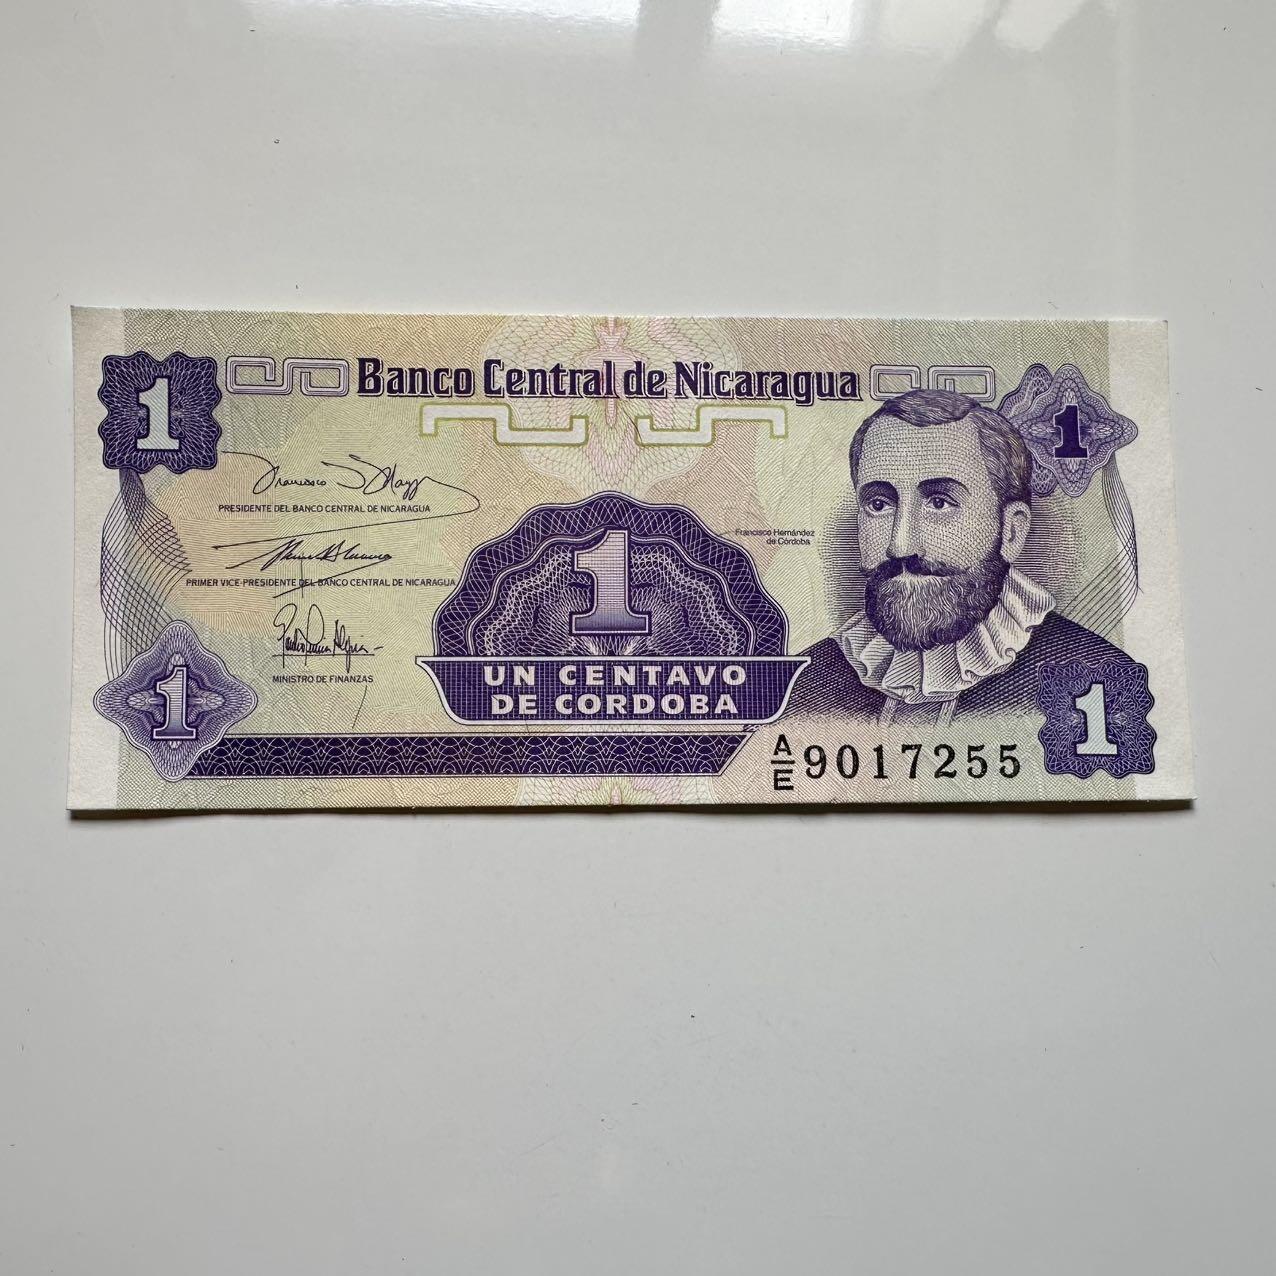 1
Banco Central de Nicaragua
1
PRESIDENTE DEL BANCO CENTRAL DE NICARAGUA
Francisco Hernández
de Córdoba
1
PRIMER VICE-PRESIDENTE DEL BANCO CENTRAL DE NICARAGUA
MINISTRO DE FINANZAS
UN CENTAVO
DE CORDOBA
1
1
A/E 9017255